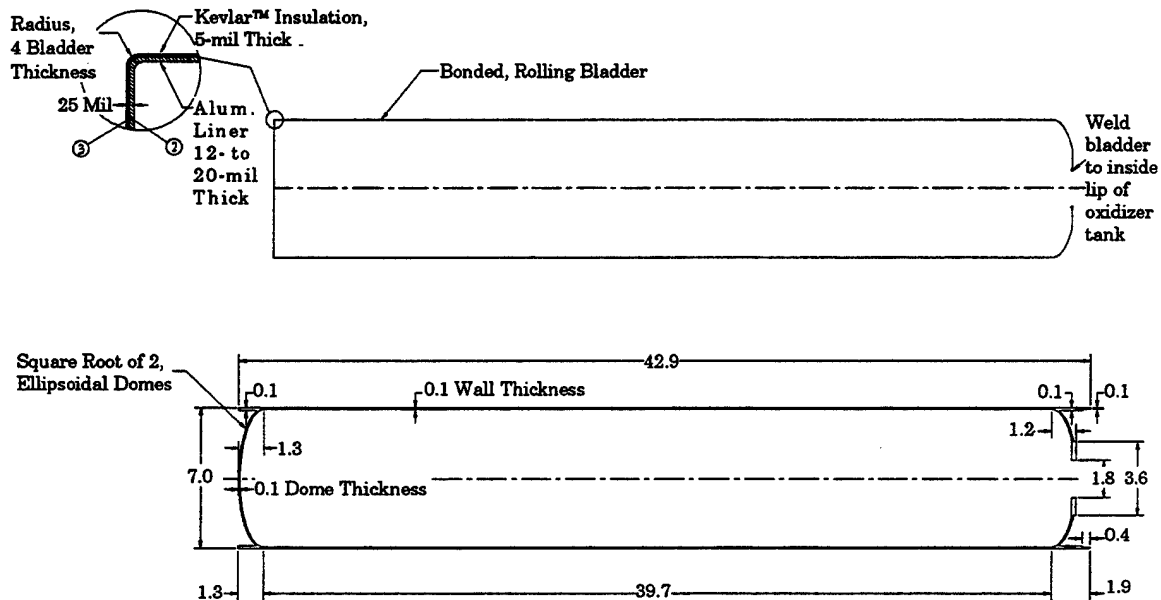 Radius,
4 Bladder
Thickness
Kevlar™ Insulation,
5-mil Thick
25 Mil
Alum.
Liner
12- to
20-mil
Thick
③
②
Bonded, Rolling Bladder
Weld
bladder
to inside
lip of
oxidizer
tank
Square Root of 2,
Ellipsoidal Domes
42.9
0.1
0.1 Wall Thickness
0.1
0.1
1.3
1.2
7.0
0.1 Dome Thickness
1.8
3.6
0.4
1.3
39.7
1.9